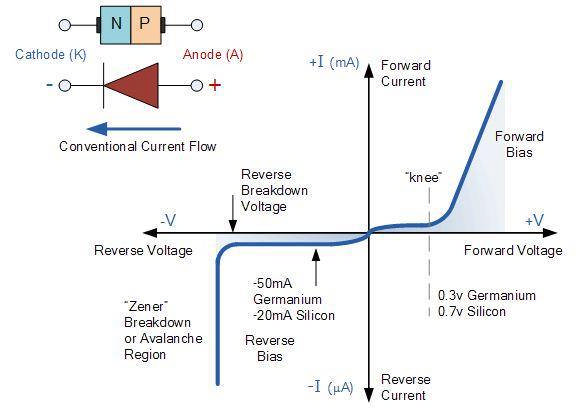 N P
Cathode (K)
Anode (A)
-
+
Conventional Current Flow
+I (mA)
Forward
Current
Forward
Bias
"knee"
Reverse
Breakdown
Voltage
-V
+V
Reverse Voltage
Forward Voltage
-50mA
Germanium
-20mA Silicon
Reverse
Bias
0.3v Germanium
0.7v Silicon
"Zener"
Breakdown
or Avalanche
Region
-I (µA)
Reverse
Current